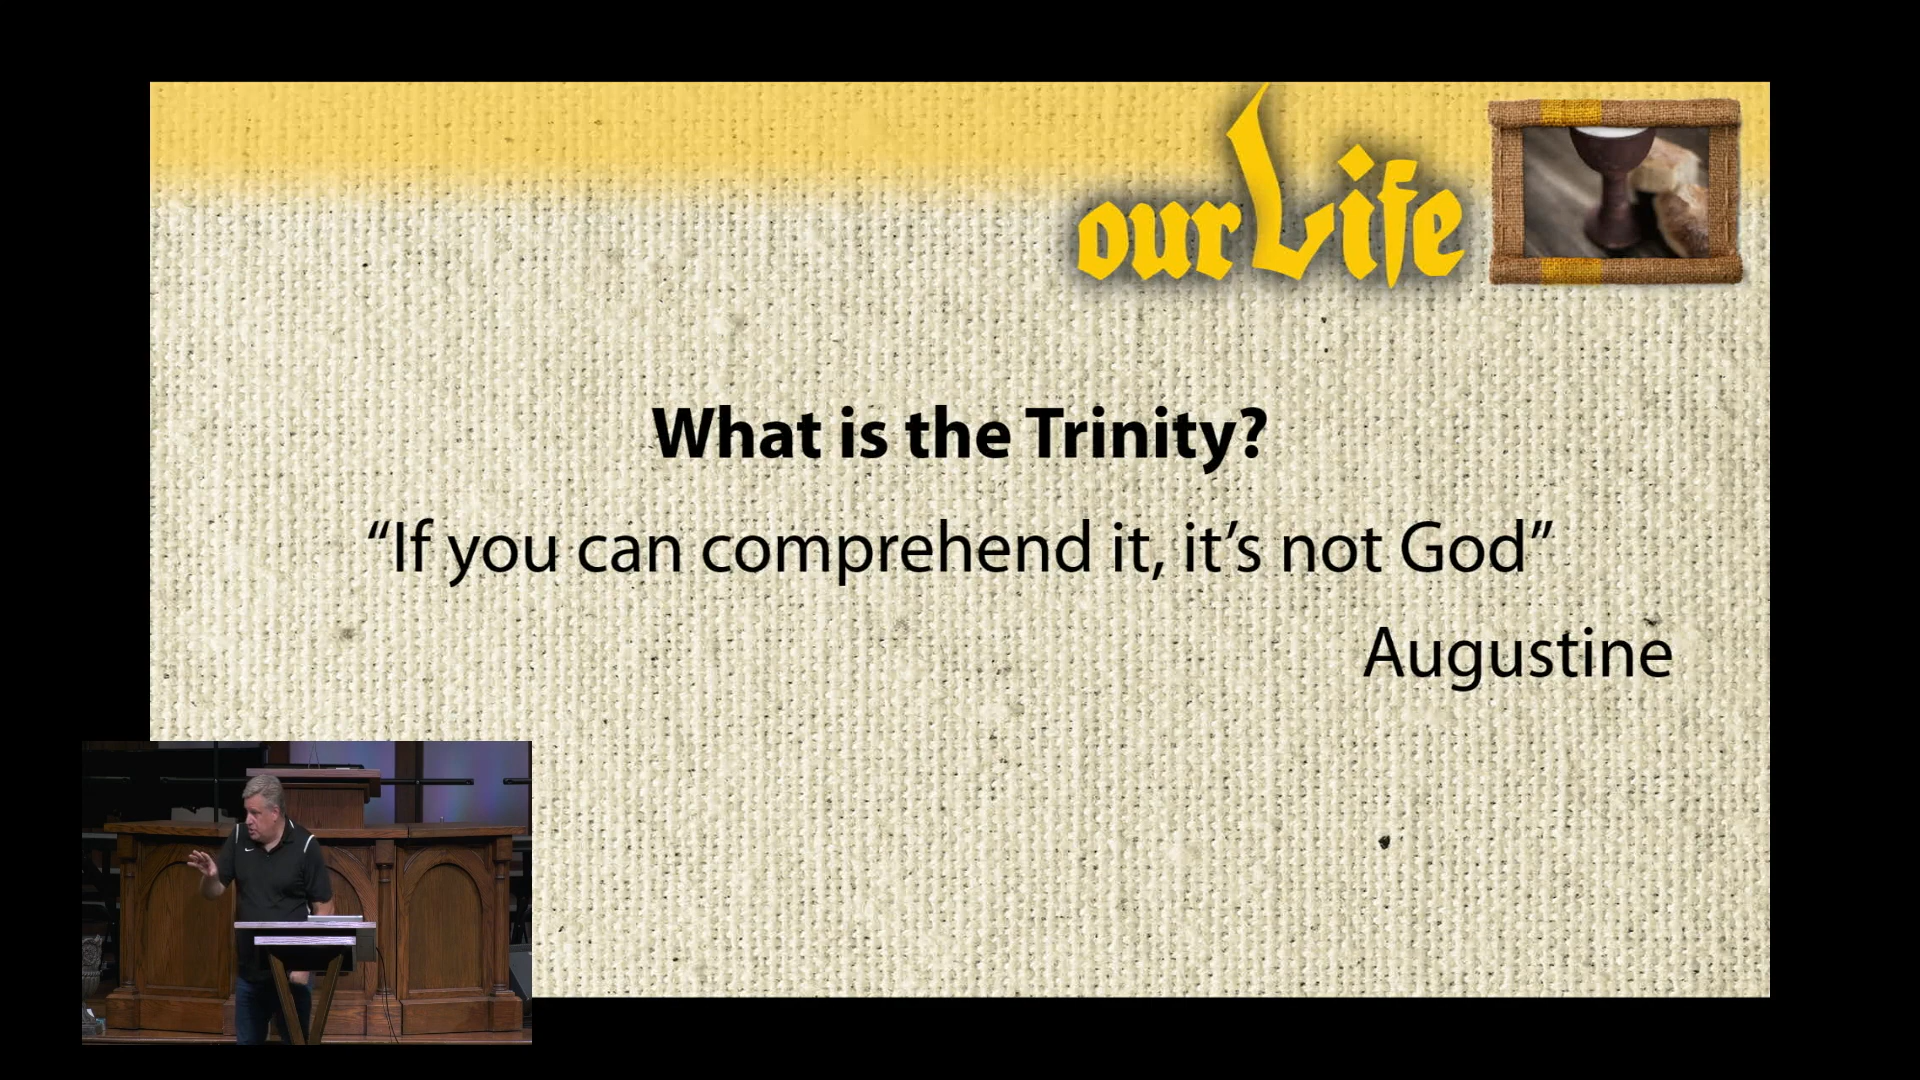 ourLife
What is the Trinity?
“If you can comprehend it, it’s not God”
Augustine